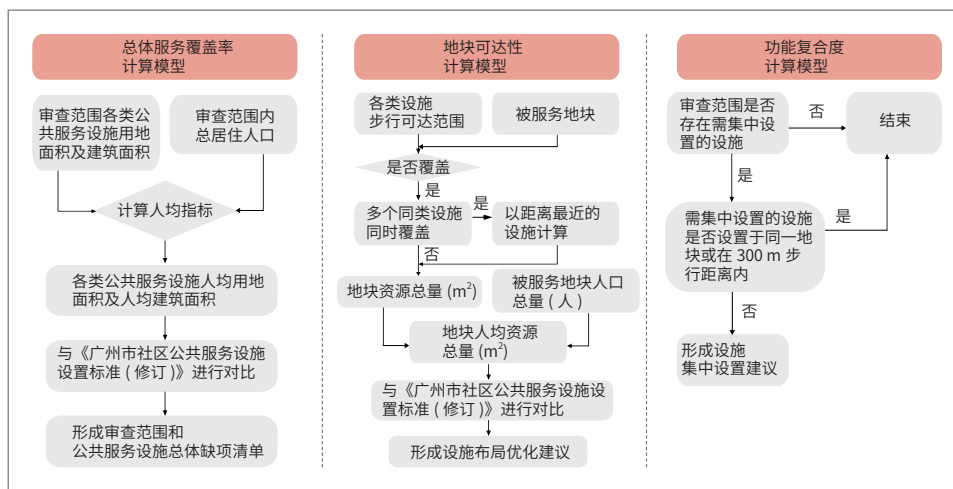 总体服务覆盖率
计算模型
审查范围各类公
共服务设施用地
面积及建筑面积
审查范围内
总居住人口
计算人均指标
各类公共服务设施人均用地
面积及人均建筑面积
与《广州市社区公共服务设施
设置标准 ( 修订 )》进行对比
形成审查范围和
公共服务设施总体缺项清单
地块可达性
计算模型
各类设施
步行可达范围
被服务地块
是否覆盖
是
多个同类设施
同时覆盖
是
以距离最近的
设施计算
否
地块资源总量 (m²)
被服务地块人口
总量 ( 人 )
地块人均资源
总量 (m²)
与《广州市社区公共服务设施设
置标准 ( 修订 )》进行对比
形成设施布局优化建议
功能复合度
计算模型
审查范围是否
存在需集中设
置的设施
否
结束
是
需集中设置的设施
是否设置于同一地
块或在 300 m 步
行距离内
是
否
形成设施
集中设置建议